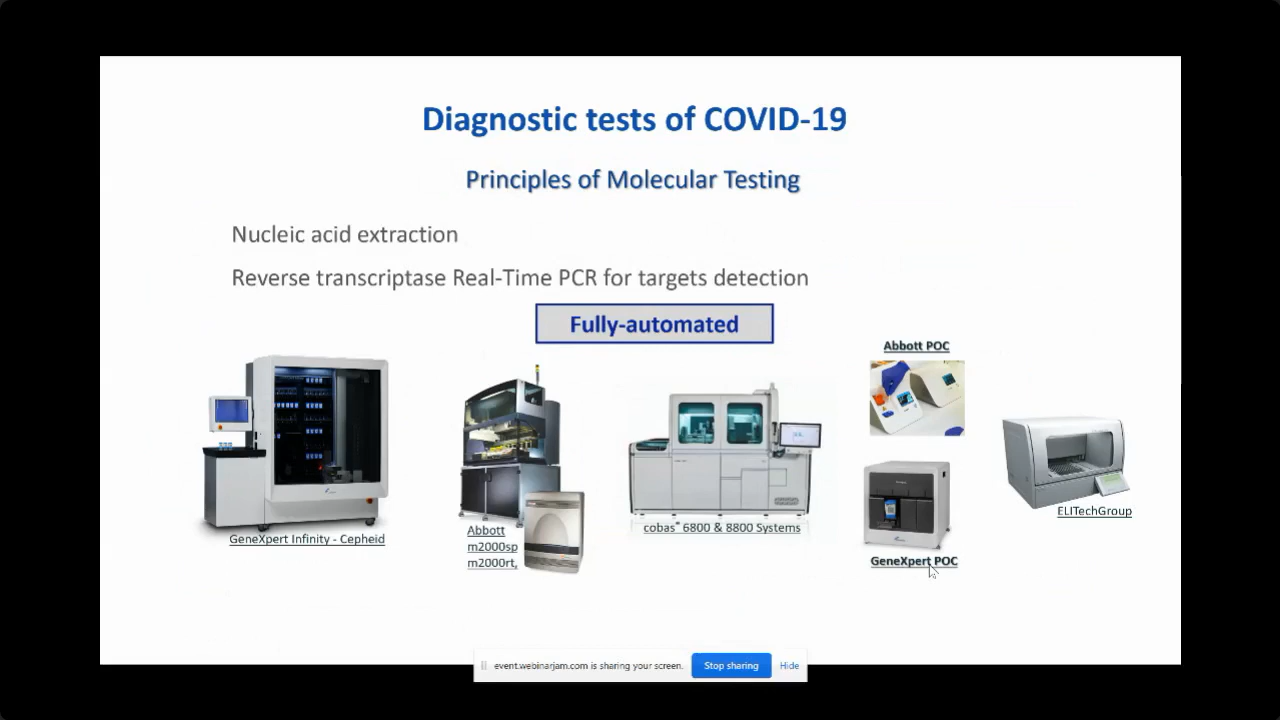 Diagnostic tests of COVID-19
Principles of Molecular Testing
Nucleic acid extraction
Reverse transcriptase Real-Time PCR for targets detection
Fully-automated
Abbott POC
GeneXpert Infinity - Cepheid
Abbott
m2000sp
m2000rt,
cobas® 6800 & 8800 Systems
GeneXpert POC
ELITechGroup
event.webinarjam.com is sharing your screen.
Stop sharing
Hide